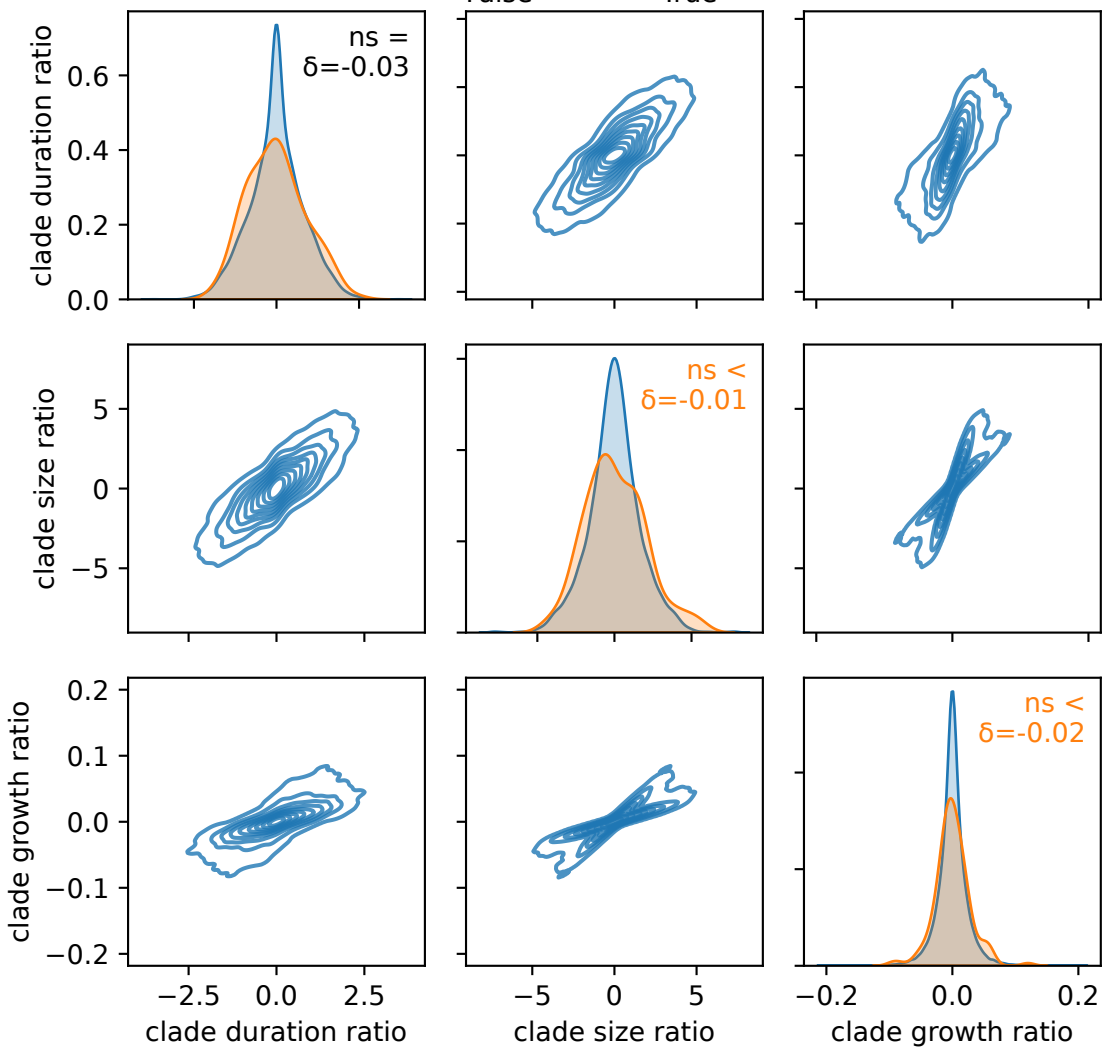 clade duration ratio
0.6
0.4
0.2
0.0
ns =
δ=-0.03
clade size ratio
5
0
−5
ns <
δ=-0.01
clade growth ratio
0.2
0.1
0.0
−0.1
−0.2
ns <
δ=-0.02
−2.5 0.0 2.5
−5 0 5
−0.2 0.0 0.2
clade duration ratio
clade size ratio
clade growth ratio